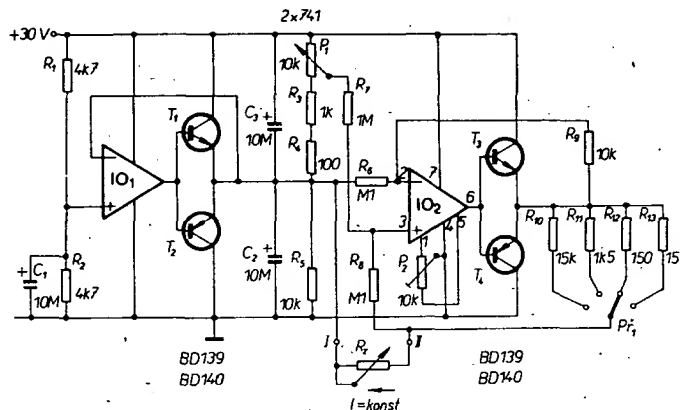 2×741
+30 V
R1
4k7
T1
IO1
T2
C1
10M
R2
4k7
C3
10M
C2
10M
P1
10k
R3
1k
R4
100
R5
10k
R7
1M
R6
M1
2
7
IO2
3
6
1
4
5
P2
10k
R8
M1
T3
T4
R9
10k
R10
15k
R11
1k5
R12
150
R13
15
Př1
I
Rz
II
I=konst
BD139
BD140
BD139
BD140